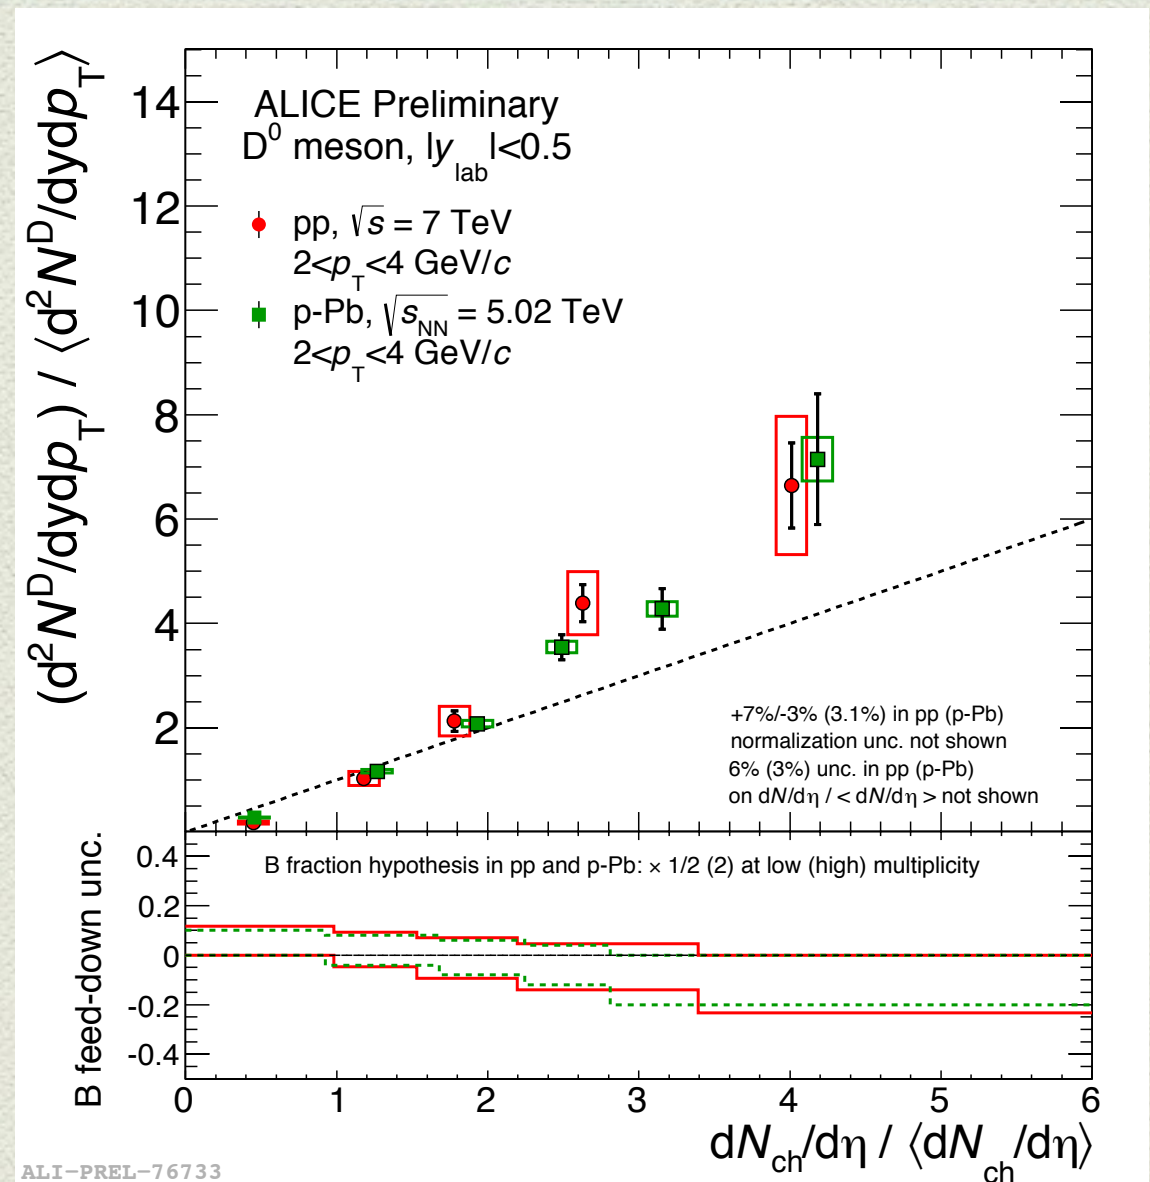 (d²N^D/dydp_T) / ⟨d²N^D/dydp_T⟩
14
12
10
8
6
4
2
ALICE Preliminary
D⁰ meson, |y_lab|<0.5
pp, √s = 7 TeV
2<p_T<4 GeV/c
p-Pb, √s_NN = 5.02 TeV
2<p_T<4 GeV/c
+7%/-3% (3.1%) in pp (p-Pb)
normalization unc. not shown
6% (3%) unc. in pp (p-Pb)
on dN/dη / < dN/dη > not shown
B feed-down unc.
0.4
0.2
0
-0.2
-0.4
B fraction hypothesis in pp and p-Pb: × 1/2 (2) at low (high) multiplicity
0 1 2 3 4 5 6
dN_ch/dη / ⟨dN_ch/dη⟩
ALI-PREL-76733